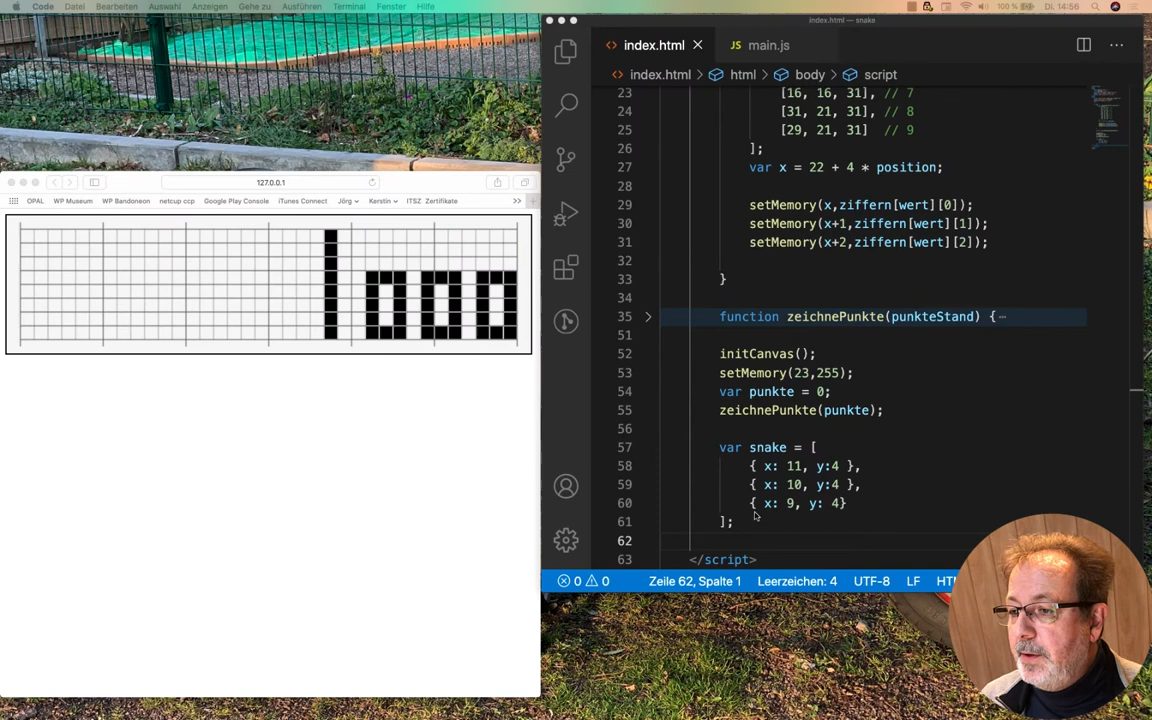 Code Datei Bearbeiten Auswahl Anzeigen Gehe zu Ausführen Terminal Fenster Hilfe 100 % Di. 14:56
index.html — snake
index.html
JS main.js
index.html > html > body > script
23 [16, 16, 31], // 7
24 [31, 21, 31], // 8
25 [29, 21, 31] // 9
26 ];
27 var x = 22 + 4 * position;
28
29 setMemory(x,ziffern[wert][0]);
30 setMemory(x+1,ziffern[wert][1]);
31 setMemory(x+2,ziffern[wert][2]);
32
33 }
34
35 function zeichnePunkte(punkteStand) {⋯
51
52 initCanvas();
53 setMemory(23,255);
54 var punkte = 0;
55 zeichnePunkte(punkte);
56
57 var snake = [
58 { x: 11, y:4 },
59 { x: 10, y:4 },
60 { x: 9, y: 4}
61 ];
62
63 </script>
0 0 Zeile 62, Spalte 1 Leerzeichen: 4 UTF-8 LF
127.0.0.1
OPAL WP Museum WP Bandoneon netcup ccp Google Play Console iTunes Connect Jörg Kerstin ITSZ Zertifikate >>
000